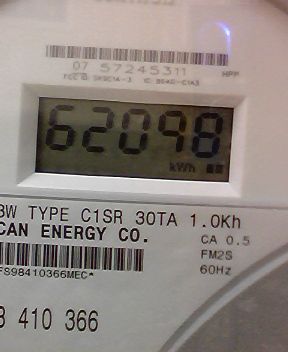 07 57245311 HPP
62098
kWh
3W TYPE C1SR 30TA 1.0Kh
CAN ENERGY CO. CA 0.5
FM2S
FS98410366MEC* 60Hz
3 410 366